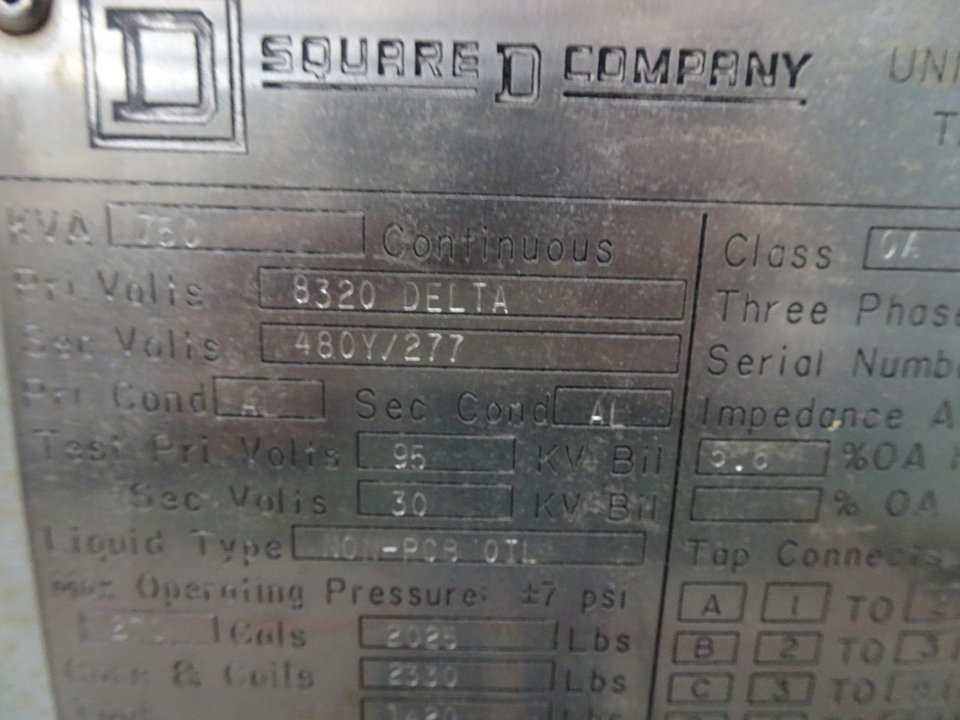 D SQUARE D COMPANY
KVA 750 Continuous
Class OA
Pri Volts 8320 DELTA
Three Phase
Sec Volts 480Y/277
Serial Numb
Pri Cond Sec Cond AL
Impedance
Test Pri Volts 95 KV Bil
%OA
Sec Volts 30 KV Bil
% OA
Liquid Type NON-PCB OIL
Tap Connec
Operating Pressure: ±7 psi
A 1 TO 2
Gals 2025 Lbs
B 2 TO 3
Core & Coils 2330 Lbs
C 3 TO
Lbs